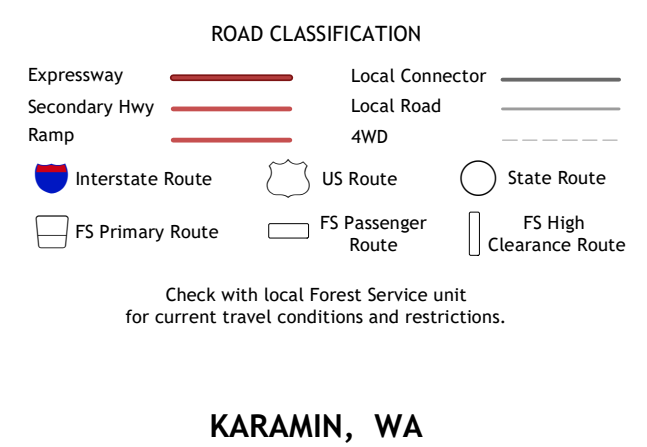 ROAD CLASSIFICATION
Expressway
Local Connector
Secondary Hwy
Local Road
Ramp
4WD
Interstate Route
US Route
State Route
FS Primary Route
FS Passenger
Route
FS High
Clearance Route
Check with local Forest Service unit
for current travel conditions and restrictions.
KARAMIN, WA